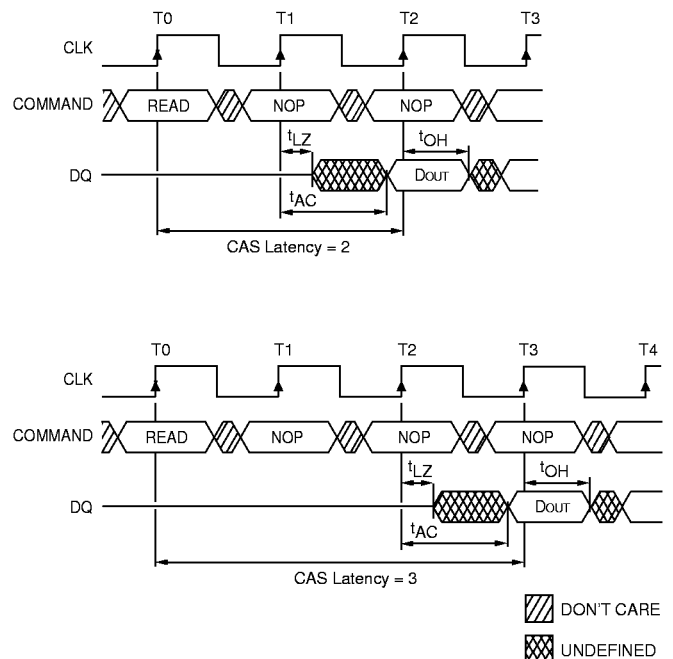 T0 T1 T2 T3
CLK
COMMAND READ NOP NOP
tLZ tOH
DQ DOUT
tAC
CAS Latency = 2
T0 T1 T2 T3 T4
CLK
COMMAND READ NOP NOP NOP
tLZ tOH
DQ DOUT
tAC
CAS Latency = 3
DON'T CARE
UNDEFINED